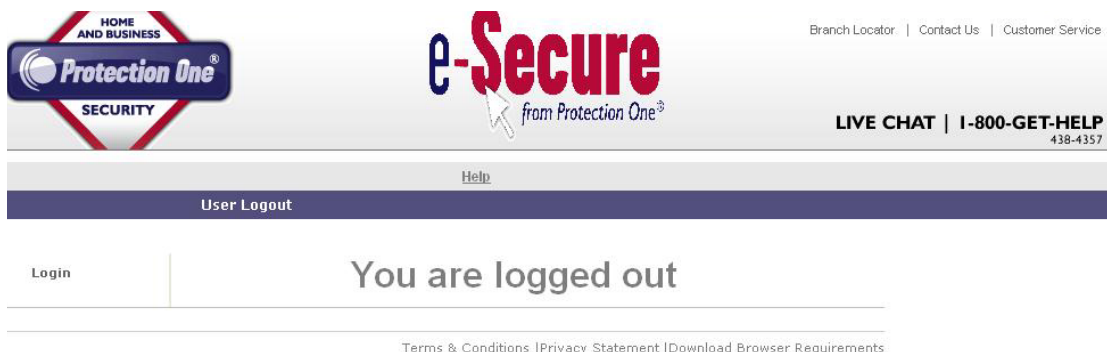 HOME
AND BUSINESS
Protection One®
SECURITY
e-Secure
from Protection One®
Branch Locator | Contact Us | Customer Service
LIVE CHAT | 1-800-GET-HELP
438-4357
Help
User Logout
Login
You are logged out
Terms & Conditions |Privacy Statement |Download Browser Requirements